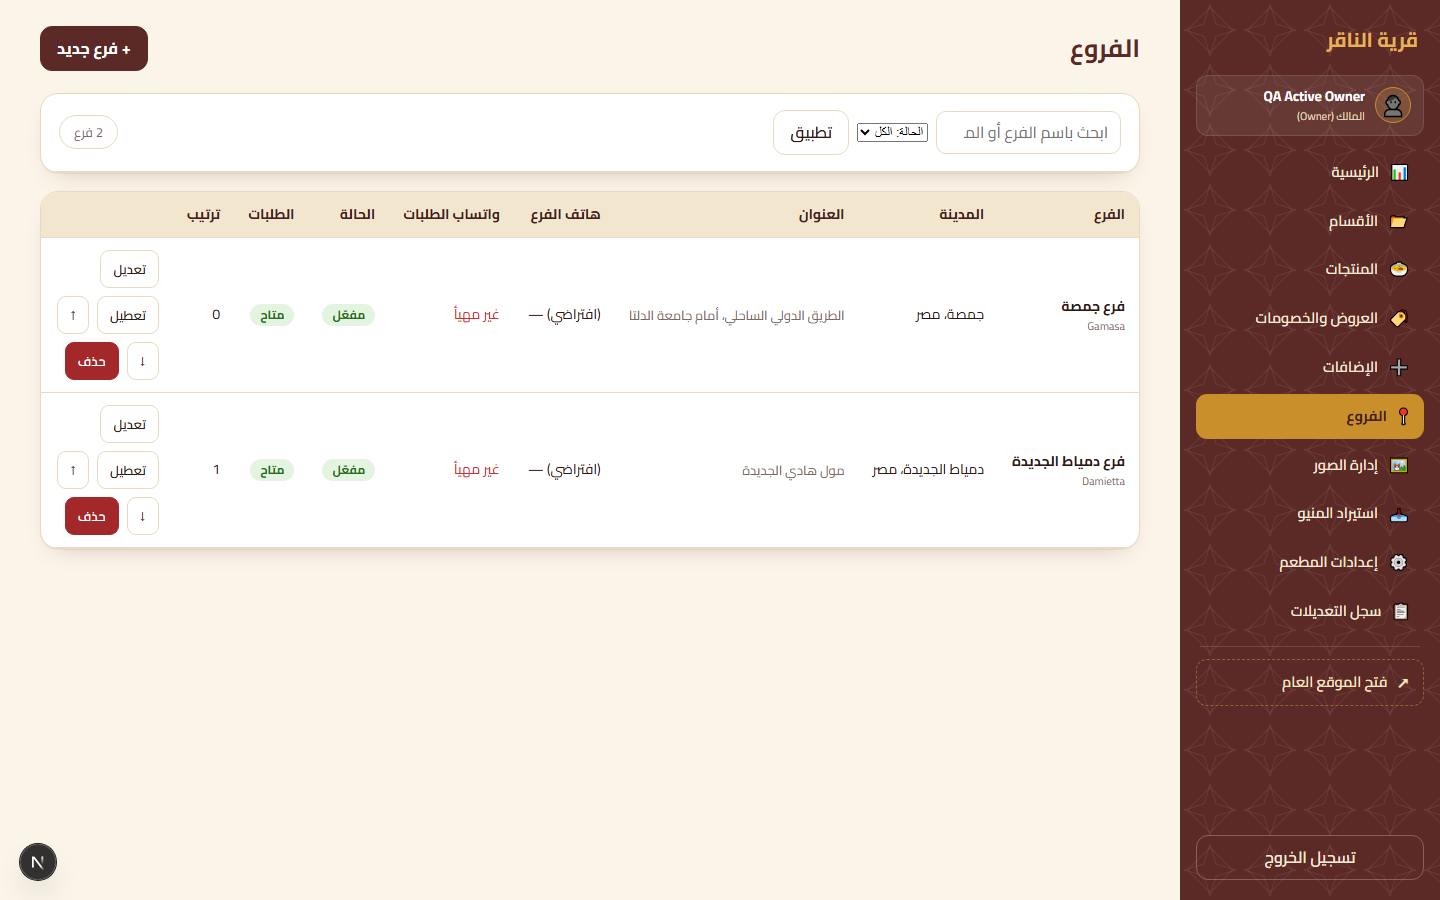 قرية الناقر
QA Active Owner
المالك (Owner)
الرئيسية
الأقسام
المنتجات
العروض والخصومات
الإضافات
الفروع
إدارة الصور
استيراد المنيو
إعدادات المطعم
سجل التعديلات
فتح الموقع العام ↗
تسجيل الخروج
الفروع
+ فرع جديد
ابحث باسم الفرع أو المـ
الحالة: الكل
تطبيق
2 فرع
الفرع المدينة العنوان هاتف الفرع واتساب الطلبات الحالة الطلبات ترتيب
فرع جمصة جمصة، مصر الطريق الدولي الساحلي، أمام جامعة الدلتا (افتراضي) — غير مهيأ مفعّل متاح 0
Gamasa
تعديل
تعطيل ↑
↓ حذف
فرع دمياط الجديدة دمياط الجديدة، مصر مول هادي الجديدة (افتراضي) — غير مهيأ مفعّل متاح 1
Damietta
تعديل
تعطيل ↑
↓ حذف
N